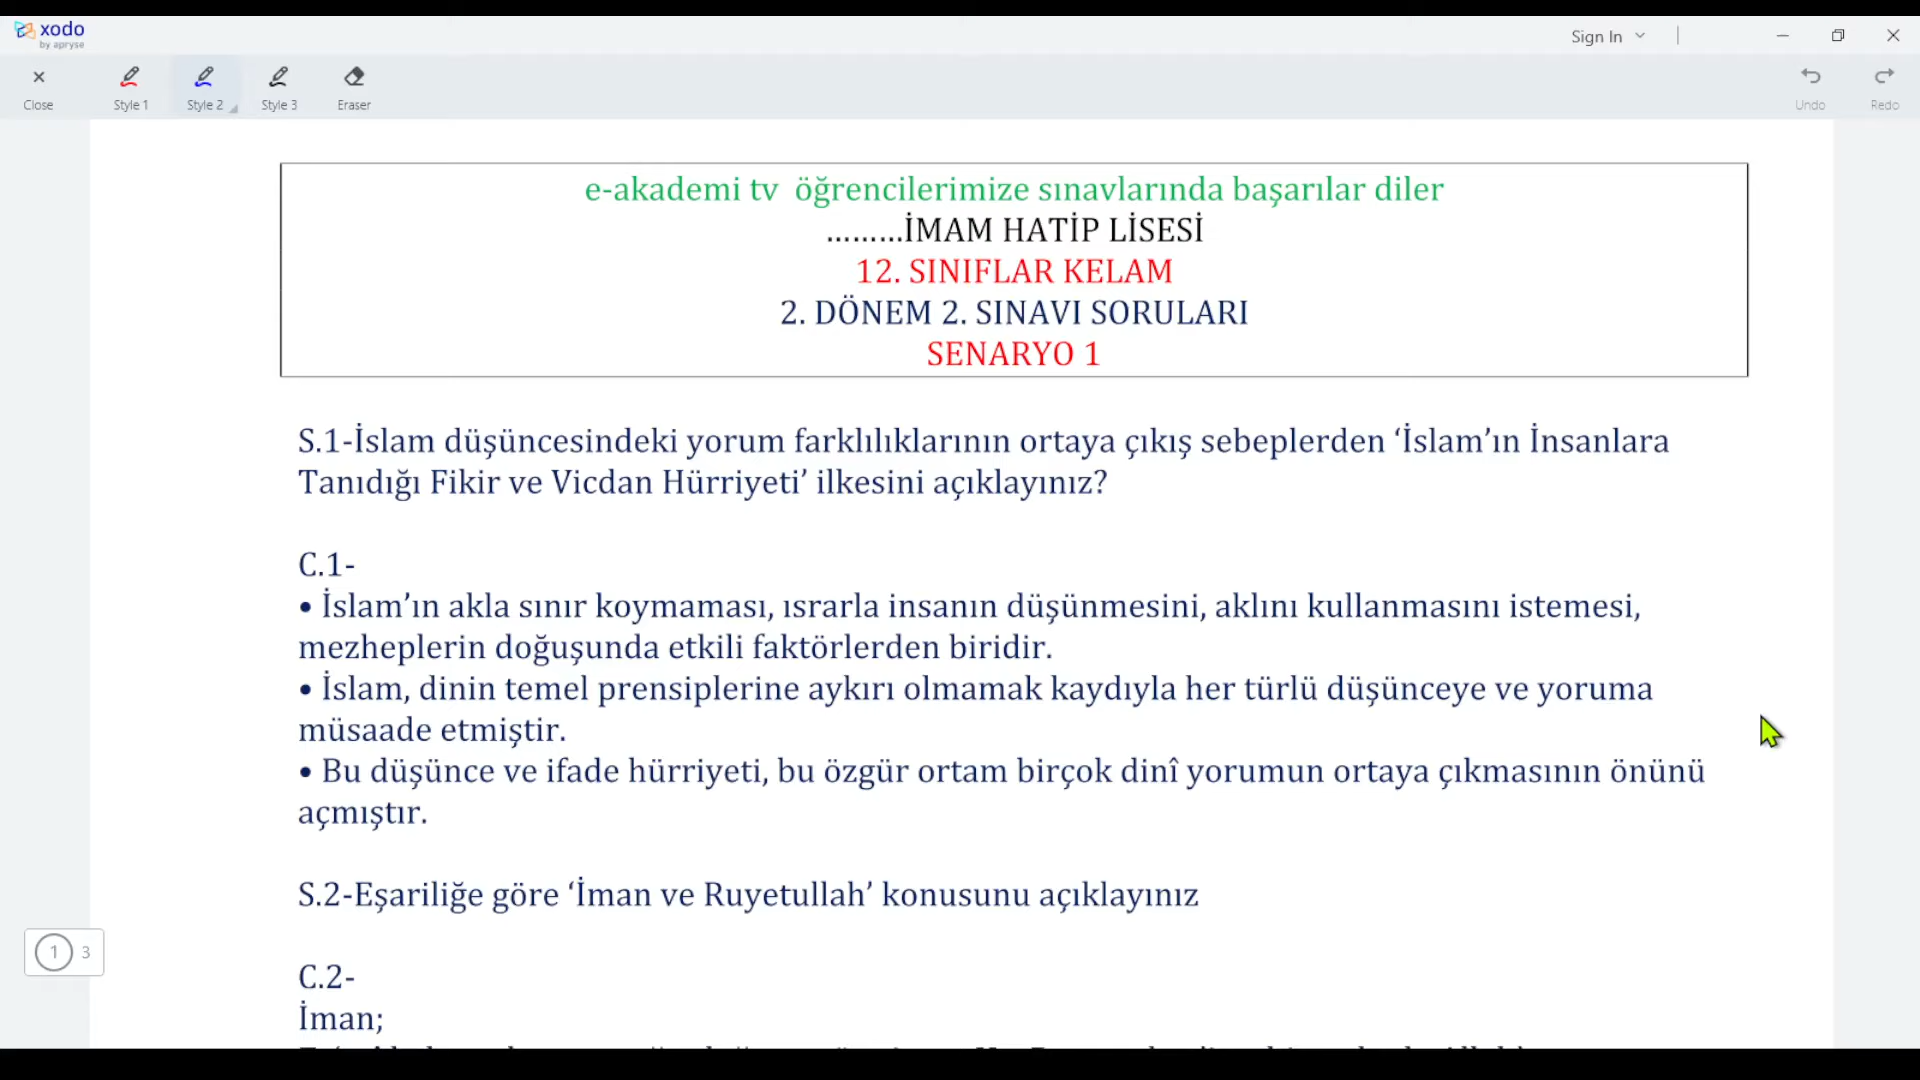 xodo
by apryse
Sign In
Close
Style 1
Style 2
Style 3
Eraser
Undo
Redo
e-akademi tv öğrencilerimize sınavlarında başarılar diler
………İMAM HATİP LİSESİ
12. SINIFLAR KELAM
2. DÖNEM 2. SINAVI SORULARI
SENARYO 1
S.1-İslam düşüncesindeki yorum farklılıklarının ortaya çıkış sebeplerden ‘İslam’ın İnsanlara
Tanıdığı Fikir ve Vicdan Hürriyeti’ ilkesini açıklayınız?
C.1-
• İslam’ın akla sınır koymaması, ısrarla insanın düşünmesini, aklını kullanmasını istemesi,
mezheplerin doğuşunda etkili faktörlerden biridir.
• İslam, dinin temel prensiplerine aykırı olmamak kaydıyla her türlü düşünceye ve yoruma
müsaade etmiştir.
• Bu düşünce ve ifade hürriyeti, bu özgür ortam birçok dinî yorumun ortaya çıkmasının önünü
açmıştır.
S.2-Eşariliğe göre ‘İman ve Ruyetullah’ konusunu açıklayınız
C.2-
İman;
1 3